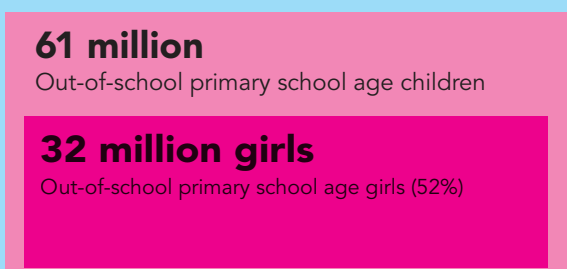 61 million
Out-of-school primary school age children
32 million girls
Out-of-school primary school age girls (52%)